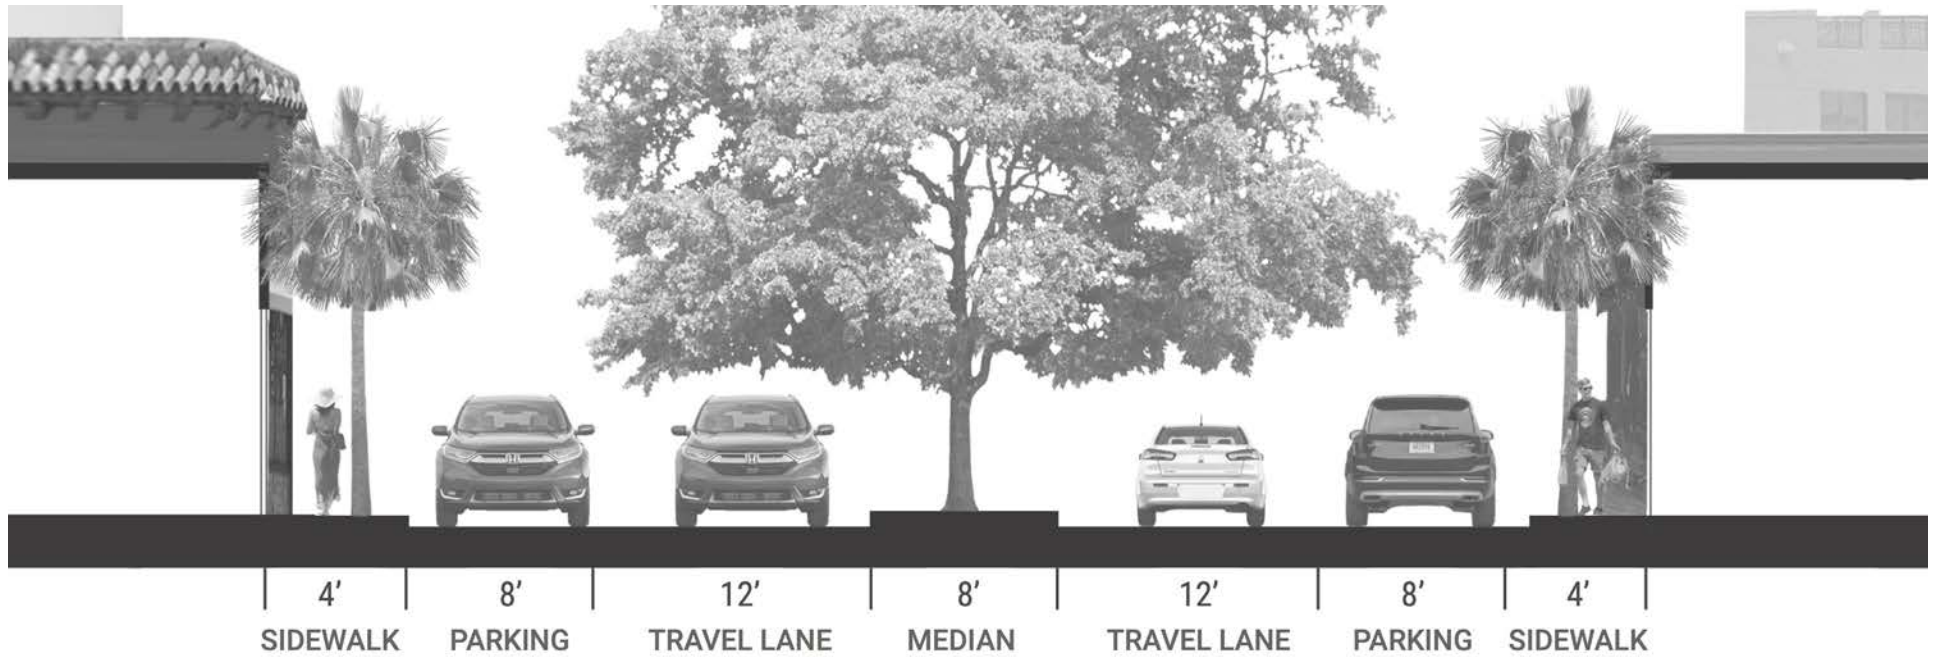 4’ 8’ 12’ 8’ 12’ 8’ 4’
SIDEWALK PARKING TRAVEL LANE MEDIAN TRAVEL LANE PARKING SIDEWALK